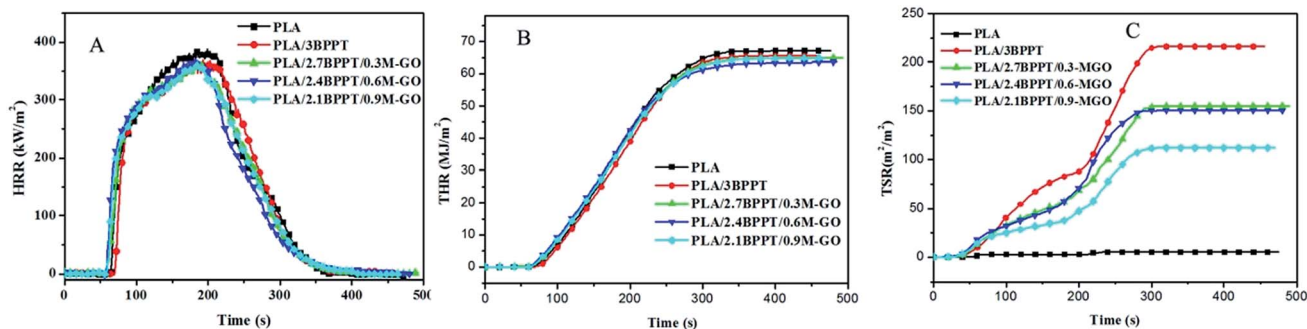 A
PLA
PLA/3BPPT
PLA/2.7BPPT/0.3M-GO
PLA/2.4BPPT/0.6M-GO
PLA/2.1BPPT/0.9M-GO
HRR (kW/m²)
400
300
200
100
0
0 100 200 300 400 500
Time (s)
B
PLA
PLA/3BPPT
PLA/2.7BPPT/0.3M-GO
PLA/2.4BPPT/0.6M-GO
PLA/2.1BPPT/0.9M-GO
THR (MJ/m²)
70
60
50
40
30
20
10
0
0 100 200 300 400 500
Time (s)
C
PLA
PLA/3BPPT
PLA/2.7BPPT/0.3-MGO
PLA/2.4BPPT/0.6-MGO
PLA/2.1BPPT/0.9-MGO
TSR(m²/m²)
250
200
150
100
50
0
0 100 200 300 400 500
Time (s)